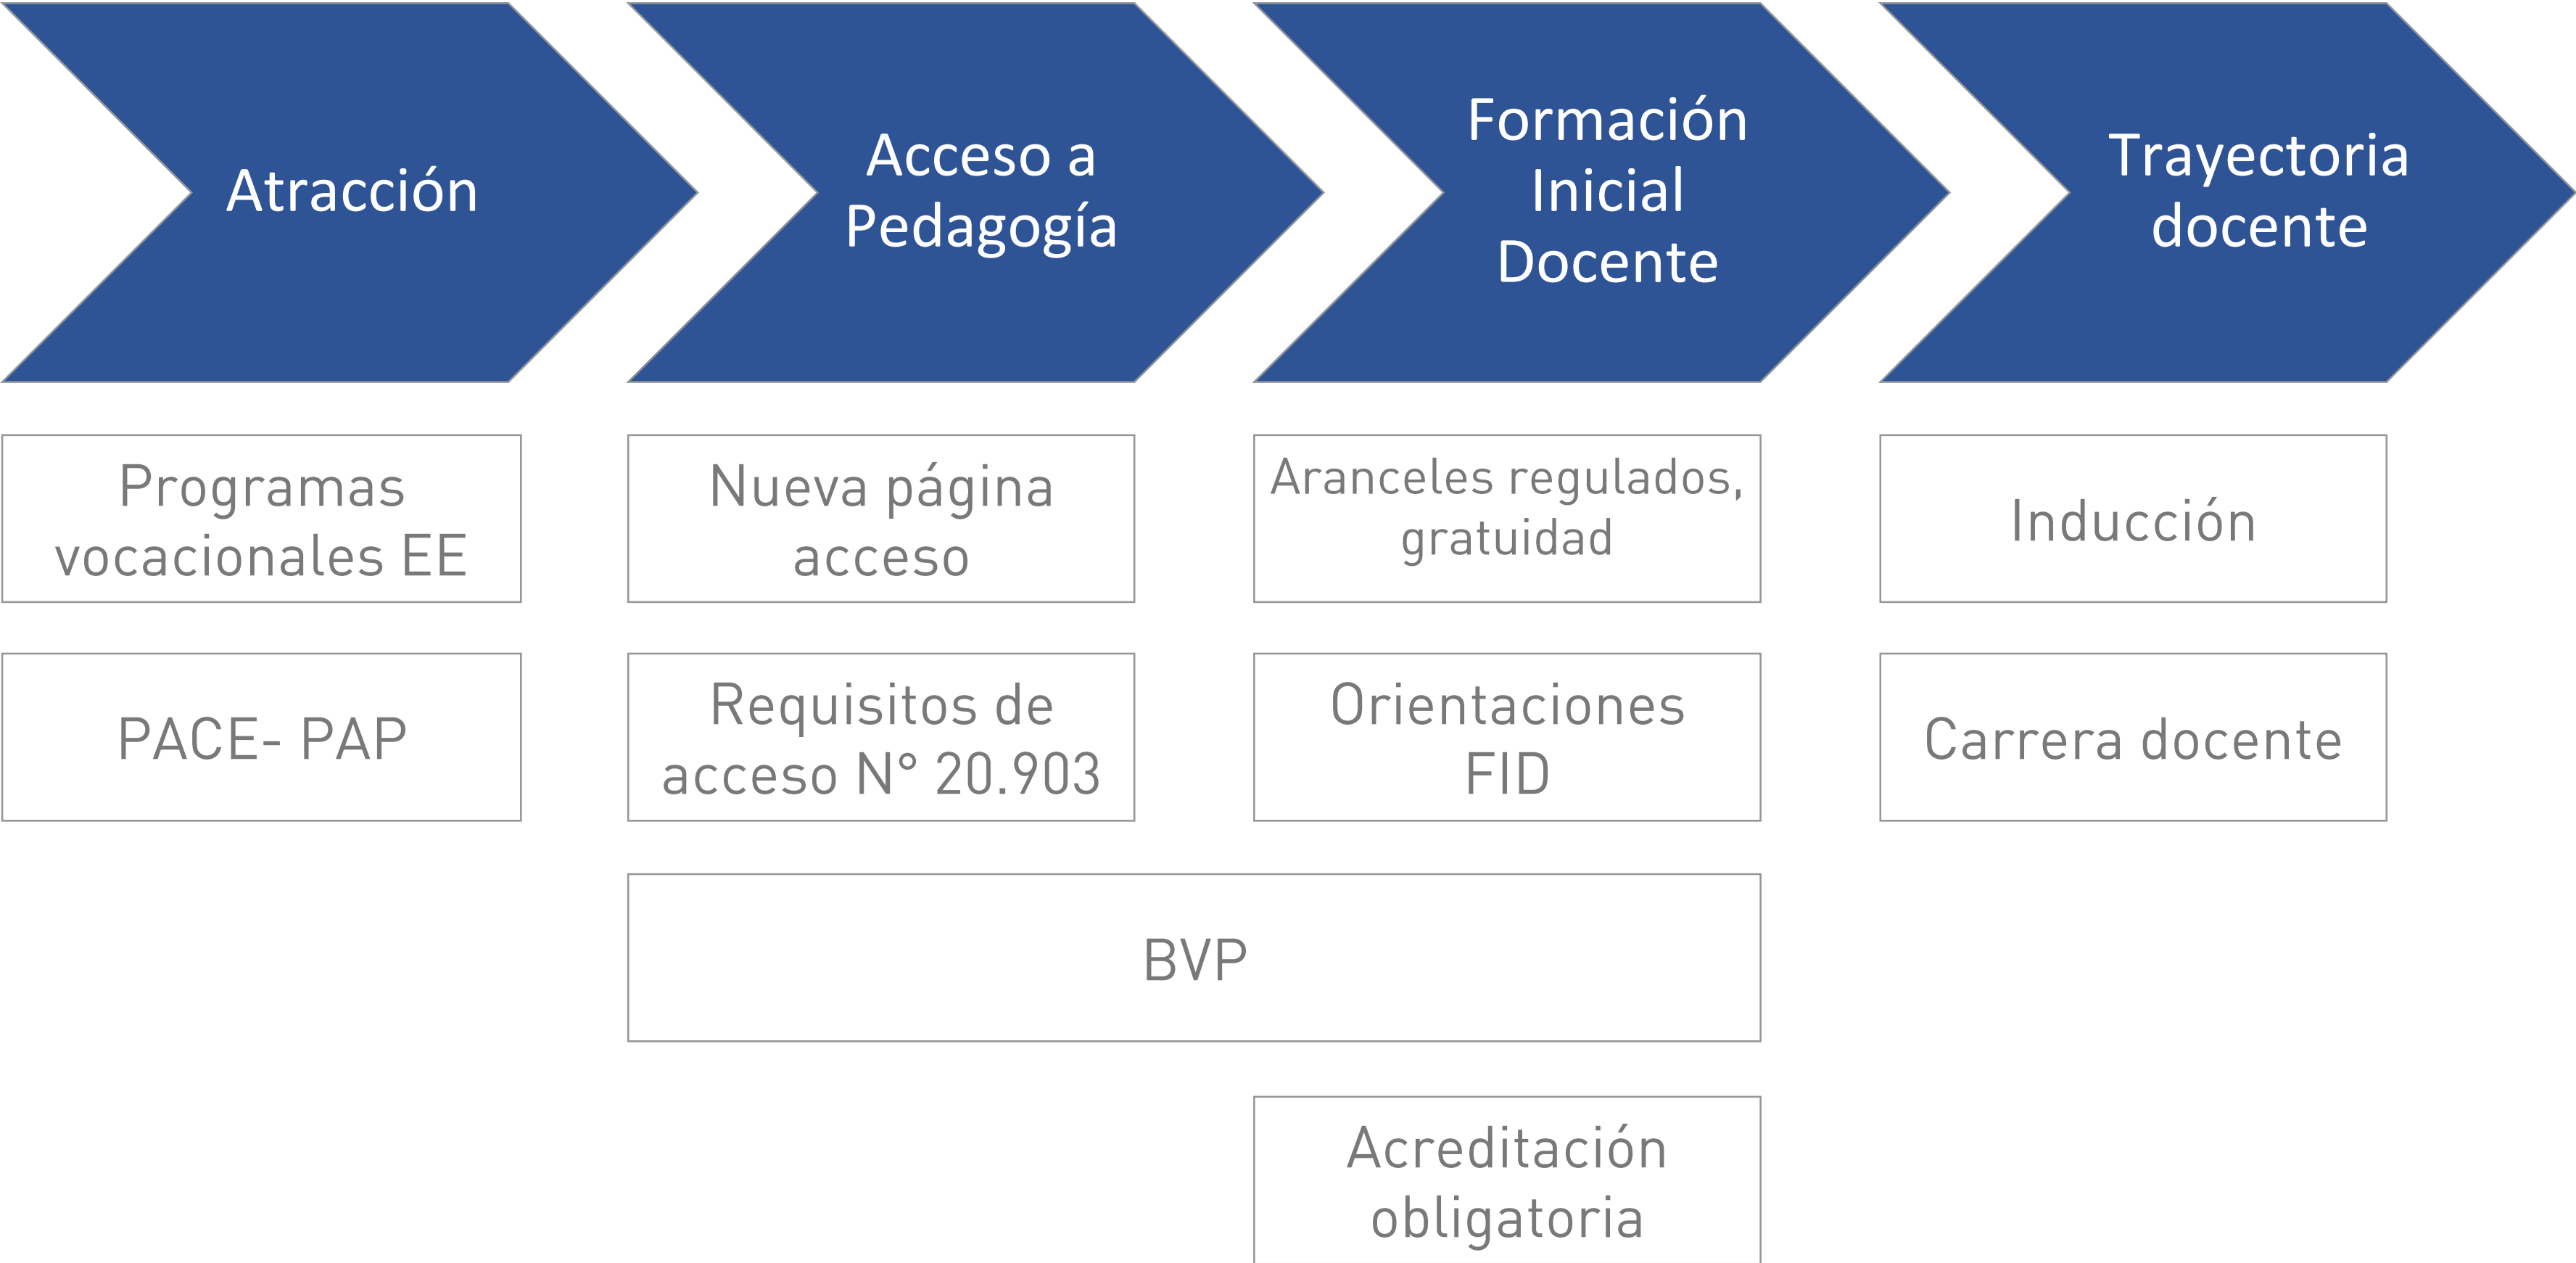 Atracción
Acceso a
Pedagogía
Formación
Inicial
Docente
Trayectoria
docente
Programas
vocacionales EE
Nueva página
acceso
Aranceles regulados,
gratuidad
Inducción
PACE- PAP
Requisitos de
acceso N° 20.903
Orientaciones
FID
Carrera docente
BVP
Acreditación
obligatoria